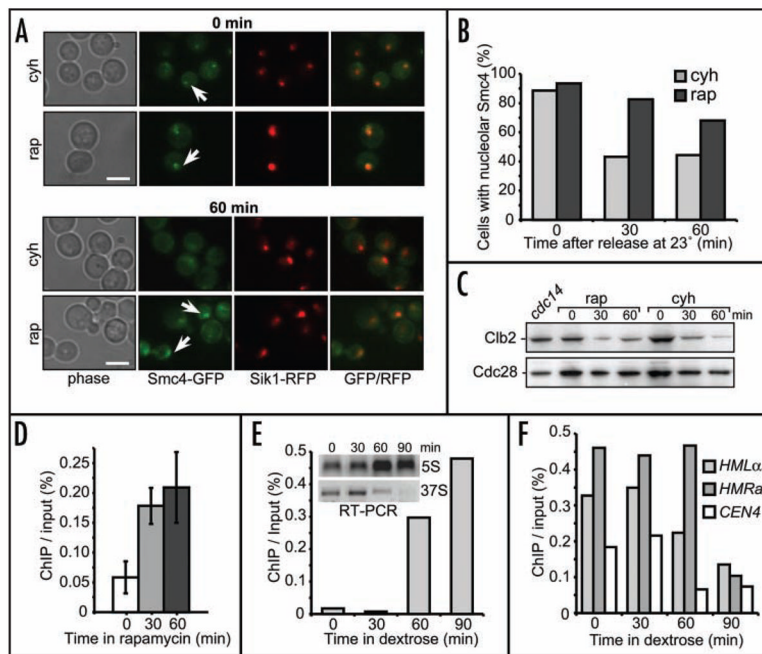 A
0 min
cyh
rap
60 min
cyh
rap
phase Smc4-GFP Sik1-RFP GFP/RFP
B
Cells with nucleolar Smc4 (%)
cyh
rap
80
60
40
20
0
0 30 60
Time after release at 23˚ (min)
C
cdc14 rap cyh
0 30 60 0 30 60 min
Clb2
Cdc28
D
ChIP / input (%)
0.25
0.20
0.15
0.10
0.05
0 30 60
Time in rapamycin (min)
E
ChIP / Input (%)
0.5
0.4
0.3
0.2
0.1
0
0 30 60 90 min
5S
37S
RT-PCR
0 30 60 90
Time in dextrose (min)
F
ChIP / input (%)
0.5
0.4
0.3
0.2
0.1
0
HMLα
HMRa
CEN4
0 30 60 90
Time in dextrose (min)